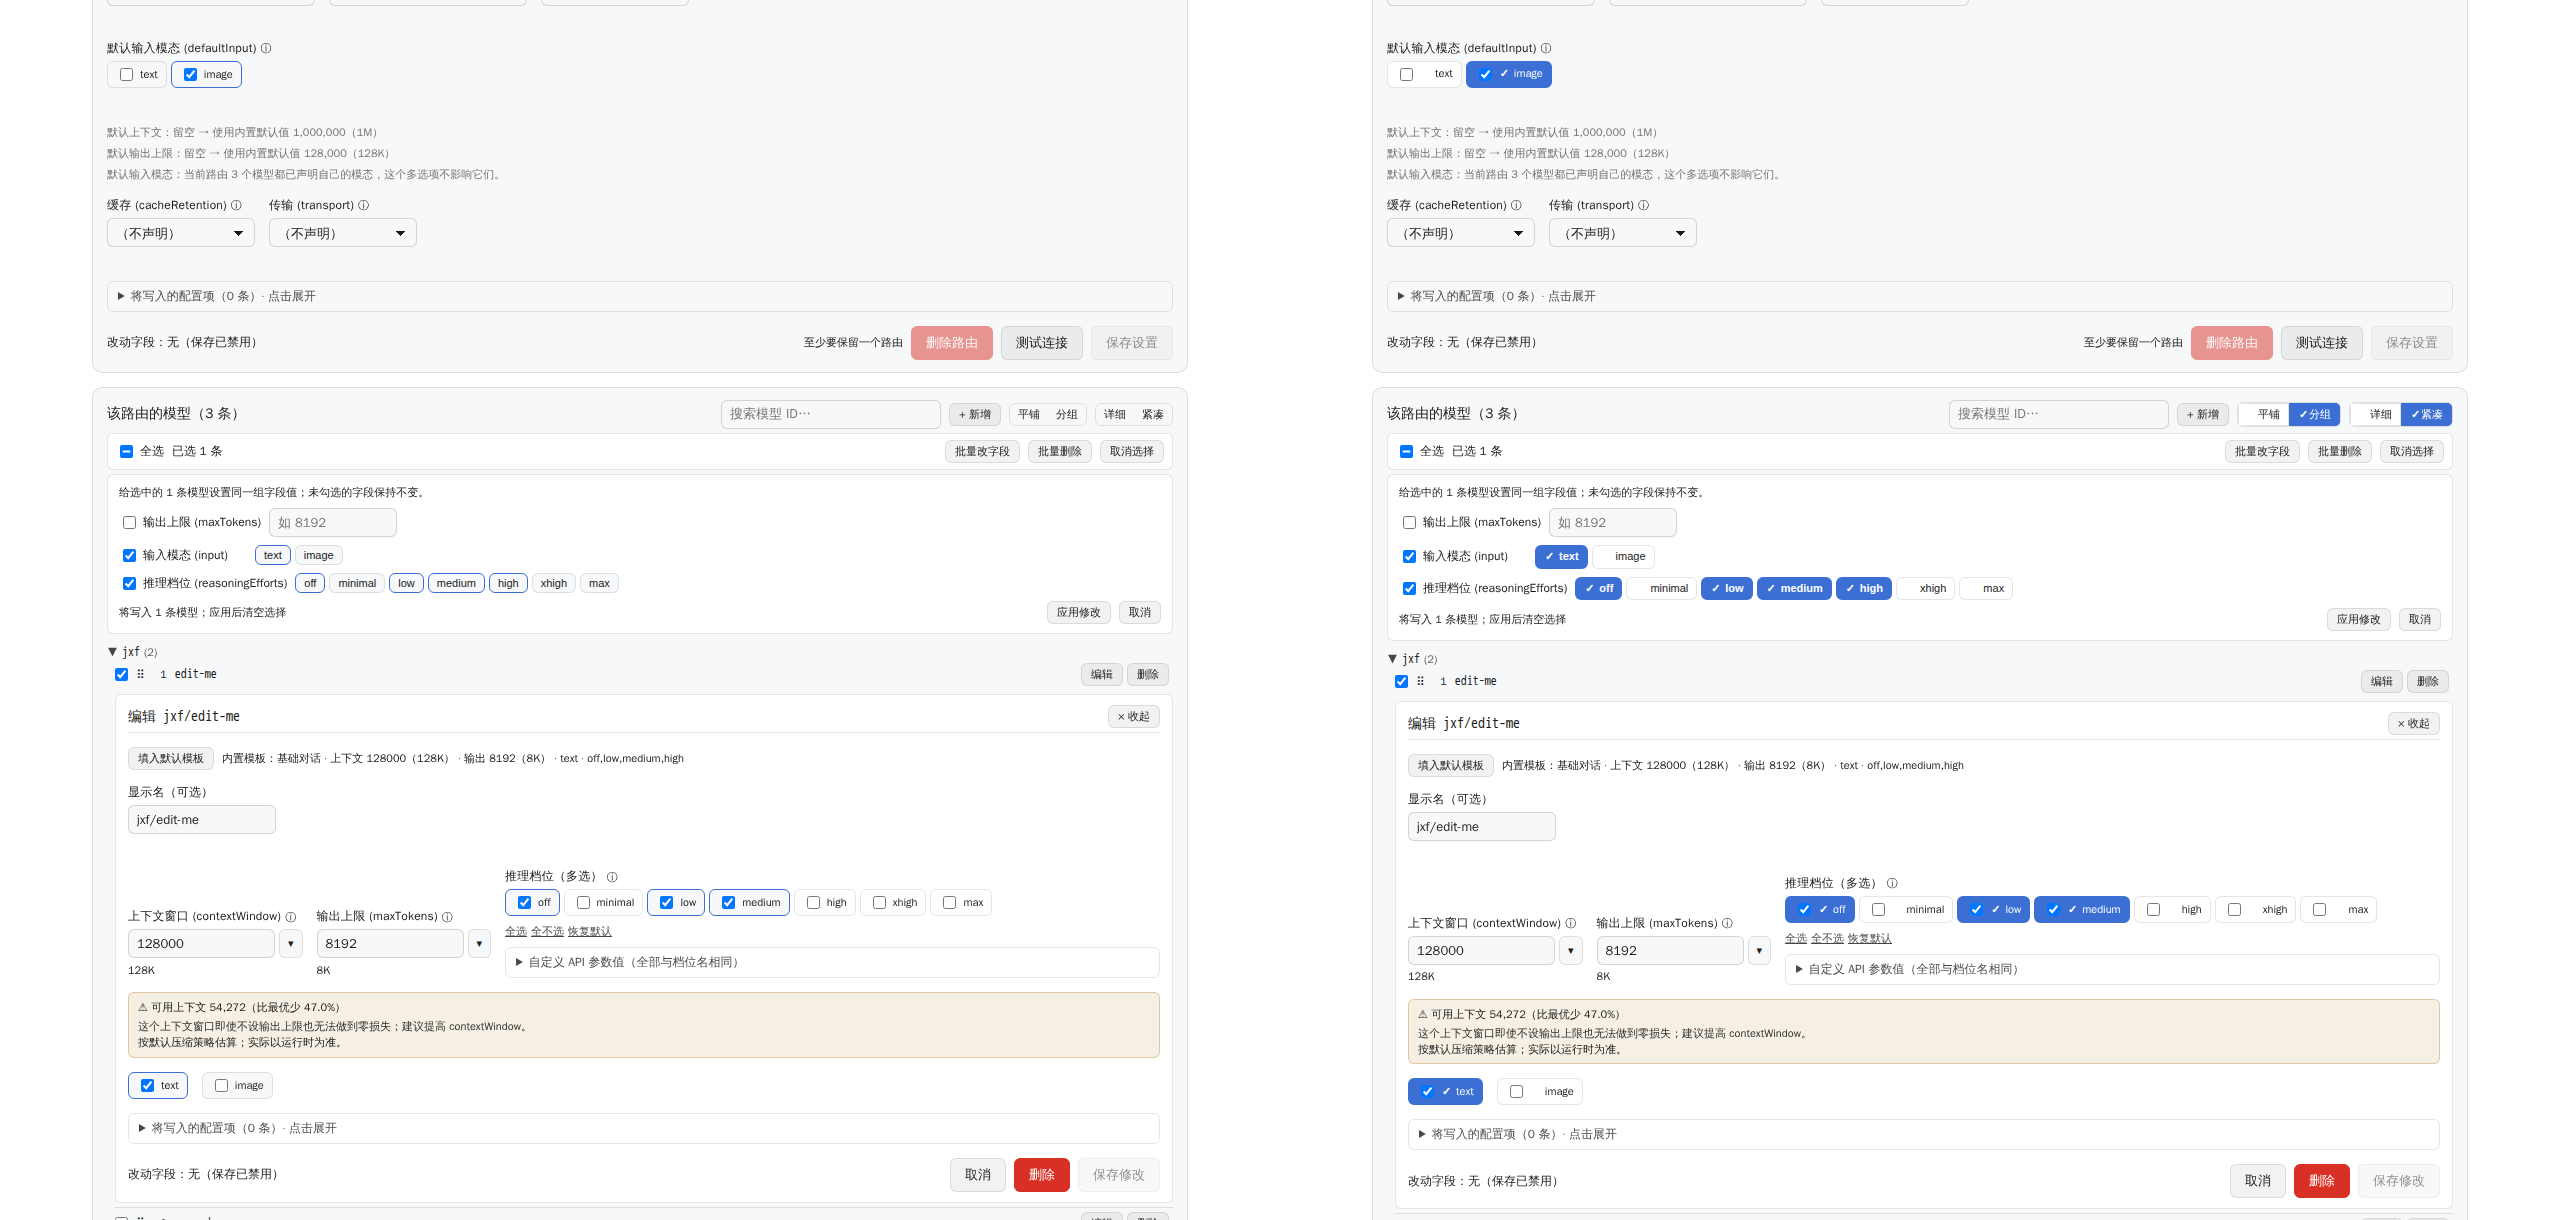 默认输入模态 (defaultInput) ⓘ
text image
默认上下文：留空 → 使用内置默认值 1,000,000（1M）
默认输出上限：留空 → 使用内置默认值 128,000（128K）
默认输入模态：当前路由 3 个模型都已声明自己的模态，这个多选项不影响它们。
缓存 (cacheRetention) ⓘ 传输 (transport) ⓘ
（不声明） （不声明）
▶ 将写入的配置项（0 条）· 点击展开
改动字段：无（保存已禁用） 至少要保留一个路由 删除路由 测试连接 保存设置
该路由的模型（3 条） 搜索模型 ID… + 新增 平铺 分组 详细 紧凑
全选 已选 1 条 批量改字段 批量删除 取消选择
给选中的 1 条模型设置同一组字段值；未勾选的字段保持不变。
输出上限 (maxTokens) 如 8192
输入模态 (input) text image
推理档位 (reasoningEfforts) off minimal low medium high xhigh max
将写入 1 条模型；应用后清空选择 应用修改 取消
▼ jxf (2)
⠿ 1 edit-me 编辑 删除
编辑 jxf/edit-me × 收起
填入默认模板 内置模板：基础对话 · 上下文 128000（128K） · 输出 8192（8K） · text · off,low,medium,high
显示名（可选）
jxf/edit-me
推理档位（多选） ⓘ
off minimal low medium high xhigh max
上下文窗口 (contextWindow) ⓘ 输出上限 (maxTokens) ⓘ
全选 全不选 恢复默认
128000 ▾ 8192 ▾
▶ 自定义 API 参数值（全部与档位名相同）
128K 8K
⚠ 可用上下文 54,272（比最优少 47.0%）
这个上下文窗口即使不设输出上限也无法做到零损失；建议提高 contextWindow。
按默认压缩策略估算；实际以运行时为准。
text image
▶ 将写入的配置项（0 条）· 点击展开
改动字段：无（保存已禁用） 取消 删除 保存修改
默认输入模态 (defaultInput) ⓘ
text ✓ image
默认上下文：留空 → 使用内置默认值 1,000,000（1M）
默认输出上限：留空 → 使用内置默认值 128,000（128K）
默认输入模态：当前路由 3 个模型都已声明自己的模态，这个多选项不影响它们。
缓存 (cacheRetention) ⓘ 传输 (transport) ⓘ
（不声明） （不声明）
▶ 将写入的配置项（0 条）· 点击展开
改动字段：无（保存已禁用） 至少要保留一个路由 删除路由 测试连接 保存设置
该路由的模型（3 条） 搜索模型 ID… + 新增 平铺 ✓分组 详细 ✓紧凑
全选 已选 1 条 批量改字段 批量删除 取消选择
给选中的 1 条模型设置同一组字段值；未勾选的字段保持不变。
输出上限 (maxTokens) 如 8192
输入模态 (input) ✓ text image
推理档位 (reasoningEfforts) ✓ off minimal ✓ low ✓ medium ✓ high xhigh max
将写入 1 条模型；应用后清空选择 应用修改 取消
▼ jxf (2)
⠿ 1 edit-me 编辑 删除
编辑 jxf/edit-me × 收起
填入默认模板 内置模板：基础对话 · 上下文 128000（128K） · 输出 8192（8K） · text · off,low,medium,high
显示名（可选）
jxf/edit-me
推理档位（多选） ⓘ
✓ off minimal ✓ low ✓ medium high xhigh max
上下文窗口 (contextWindow) ⓘ 输出上限 (maxTokens) ⓘ
全选 全不选 恢复默认
128000 ▾ 8192 ▾
▶ 自定义 API 参数值（全部与档位名相同）
128K 8K
⚠ 可用上下文 54,272（比最优少 47.0%）
这个上下文窗口即使不设输出上限也无法做到零损失；建议提高 contextWindow。
按默认压缩策略估算；实际以运行时为准。
✓ text image
▶ 将写入的配置项（0 条）· 点击展开
改动字段：无（保存已禁用） 取消 删除 保存修改